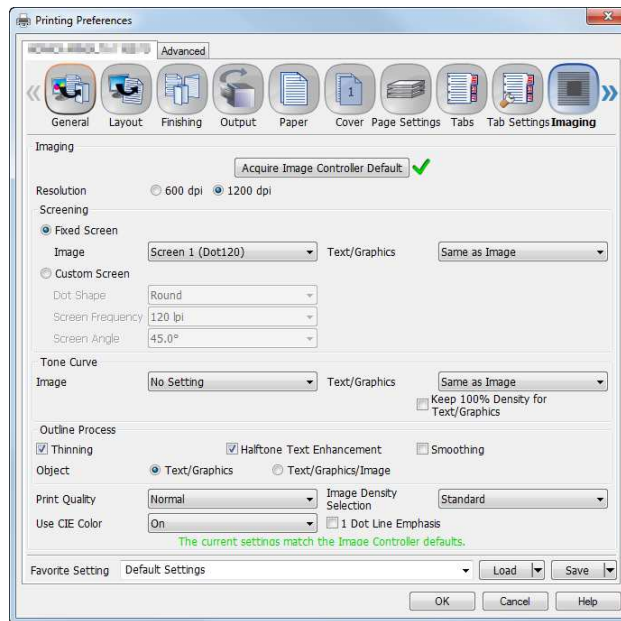 Printing Preferences
Advanced
General Layout Finishing Output Paper Cover Page Settings Tabs Tab Settings Imaging
1
Imaging
Acquire Image Controller Default
Resolution 600 dpi 1200 dpi
Screening
Fixed Screen
Image Screen 1 (Dot120) Text/Graphics Same as Image
Custom Screen
Dot Shape Round
Screen Frequency 120 lpi
Screen Angle 45.0°
Tone Curve
Image No Setting Text/Graphics Same as Image
Keep 100% Density for
Text/Graphics
Outline Process
Thinning Halftone Text Enhancement Smoothing
Object Text/Graphics Text/Graphics/Image
Print Quality Normal Image Density
Selection Standard
Use CIE Color On 1 Dot Line Emphasis
The current settings match the Image Controller defaults.
Favorite Setting Default Settings Load Save
OK Cancel Help